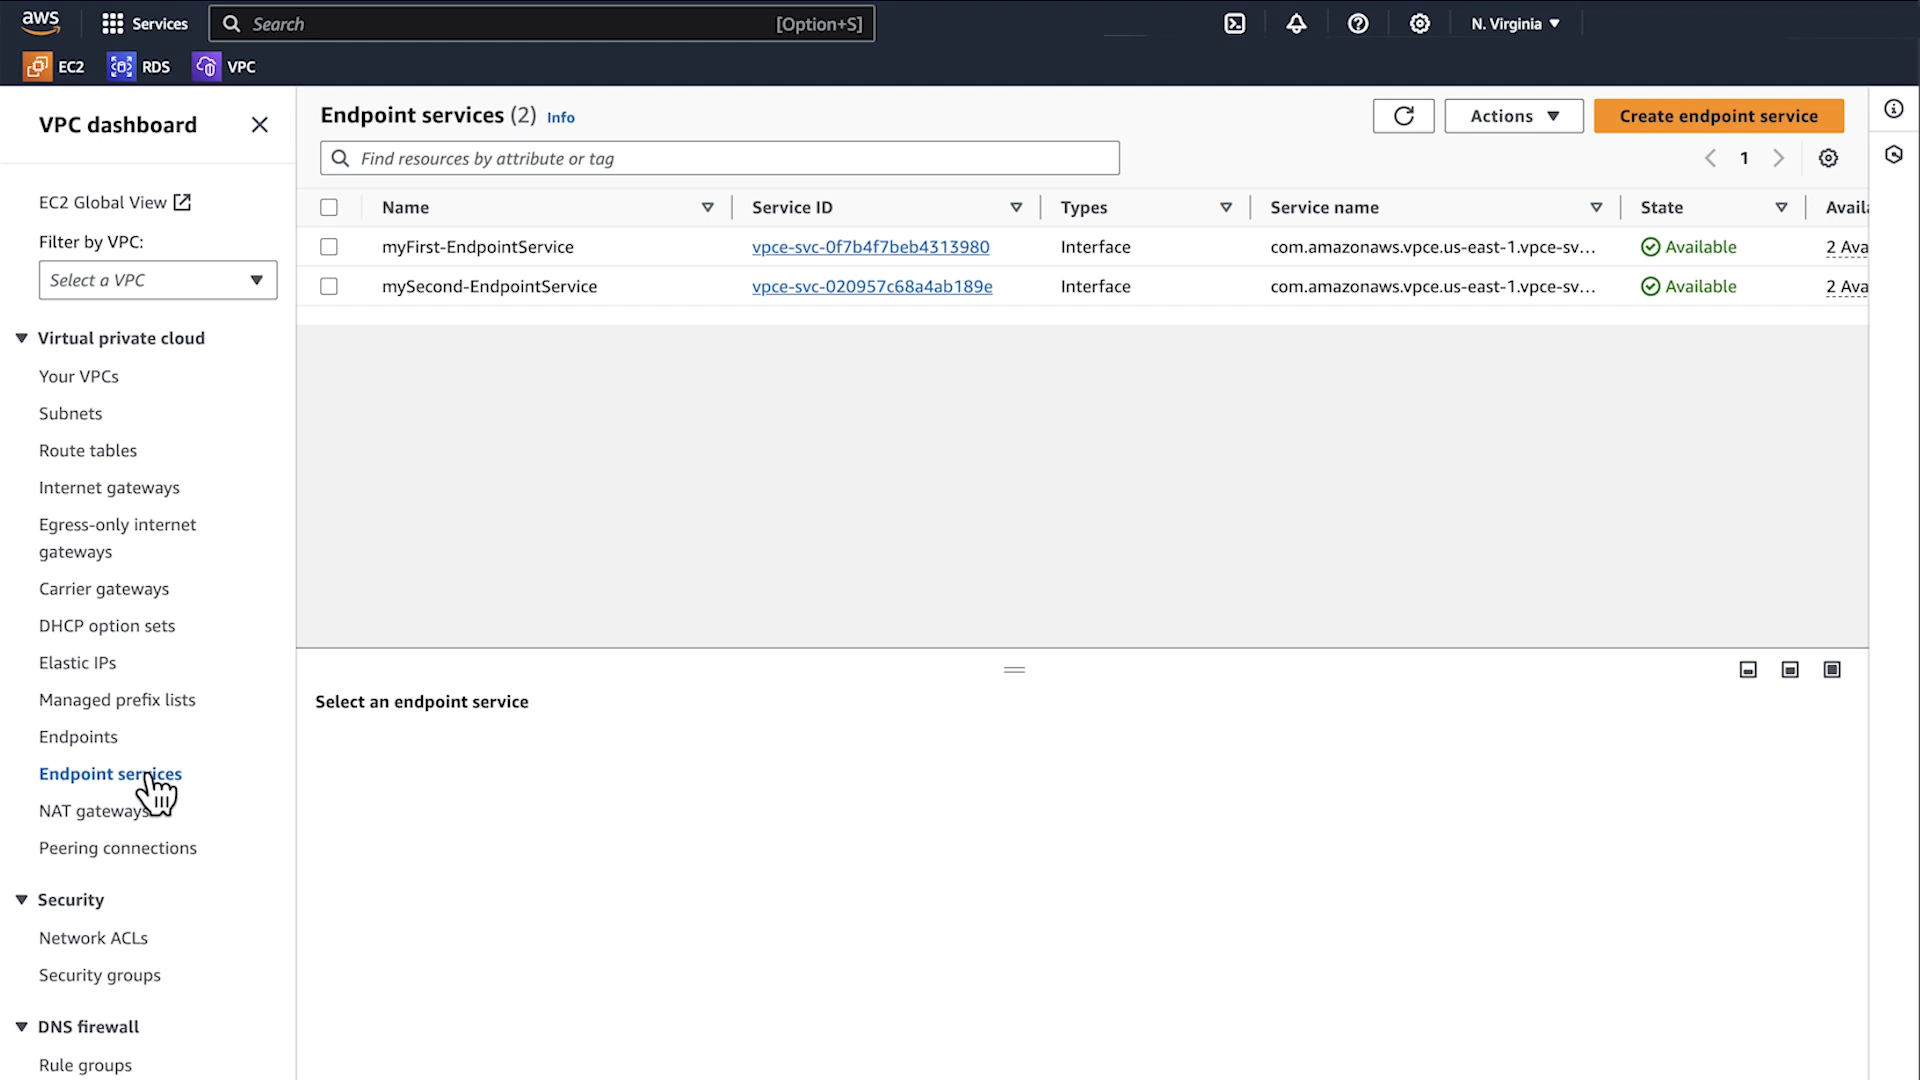 aws
Services
Search
[Option+S]
N. Virginia
EC2
RDS
VPC
VPC dashboard
EC2 Global View
Filter by VPC:
Select a VPC
Virtual private cloud
Your VPCs
Subnets
Route tables
Internet gateways
Egress-only internet
gateways
Carrier gateways
DHCP option sets
Elastic IPs
Managed prefix lists
Endpoints
Endpoint services
NAT gateways
Peering connections
Security
Network ACLs
Security groups
DNS firewall
Rule groups
Endpoint services (2) Info
Actions
Create endpoint service
Find resources by attribute or tag
1
Name Service ID Types Service name State Availa
myFirst-EndpointService vpce-svc-0f7b4f7beb4313980 Interface com.amazonaws.vpce.us-east-1.vpce-sv... Available 2 Ava
mySecond-EndpointService vpce-svc-020957c68a4ab189e Interface com.amazonaws.vpce.us-east-1.vpce-sv... Available 2 Ava
Select an endpoint service